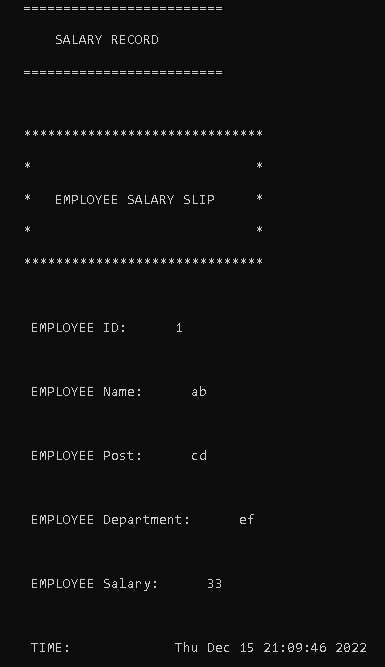 =========================
SALARY RECORD
=========================
******************************
*                            *
*   EMPLOYEE SALARY SLIP     *
*                            *
******************************
EMPLOYEE ID:      1
EMPLOYEE Name:      ab
EMPLOYEE Post:      cd
EMPLOYEE Department:      ef
EMPLOYEE Salary:      33
TIME:             Thu Dec 15 21:09:46 2022